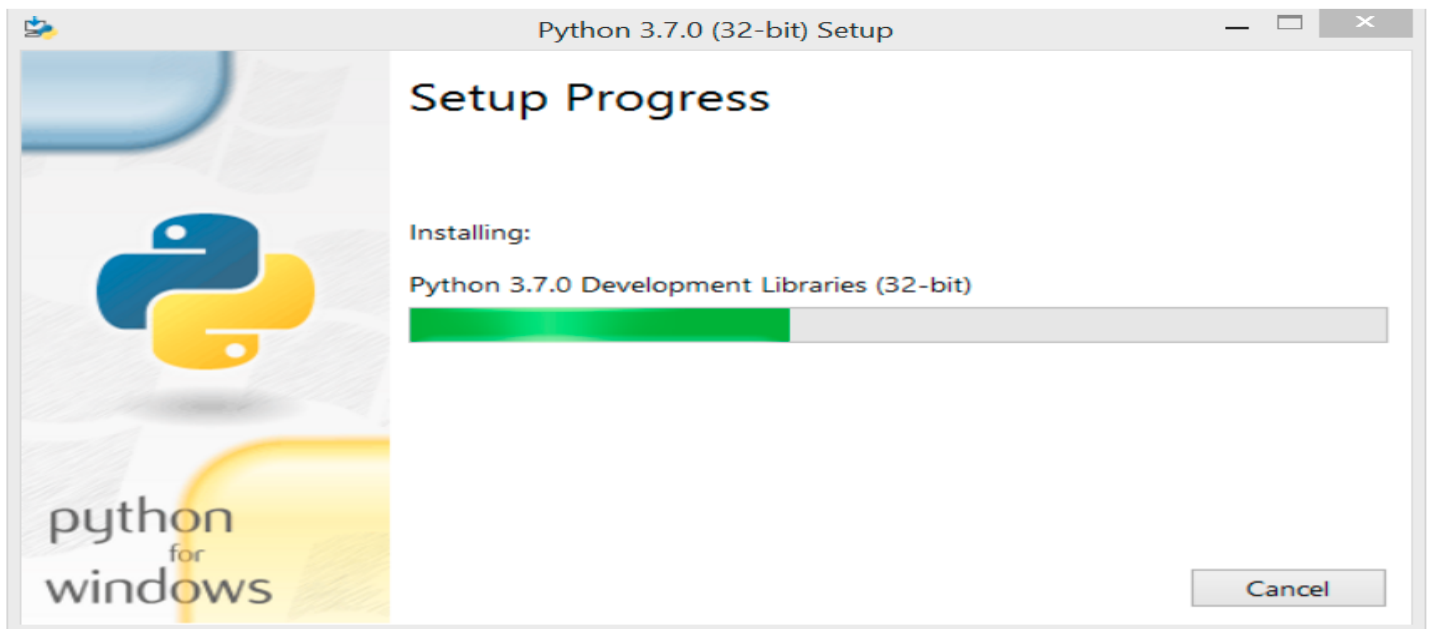 Python 3.7.0 (32-bit) Setup
Setup Progress
Installing:
Python 3.7.0 Development Libraries (32-bit)
python
for
windows
Cancel